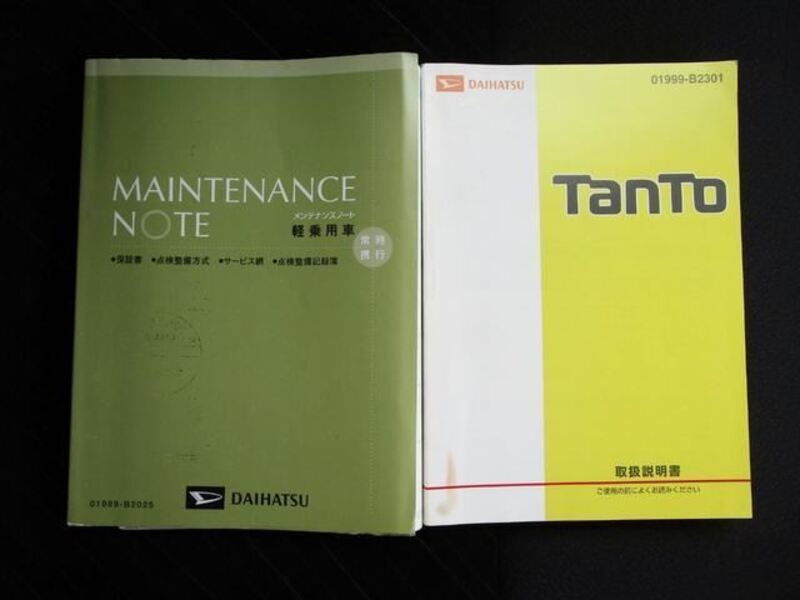 MAINTENANCE
NOTE
メンテナンスノート
軽乗用車
常時
携行
●保証書 ●点検整備方式 ●サービス網 ●点検整備記録簿
01989-B2025
DAIHATSU
DAIHATSU
01999-B2301
TanTo
取扱説明書
ご使用の前によくお読みください